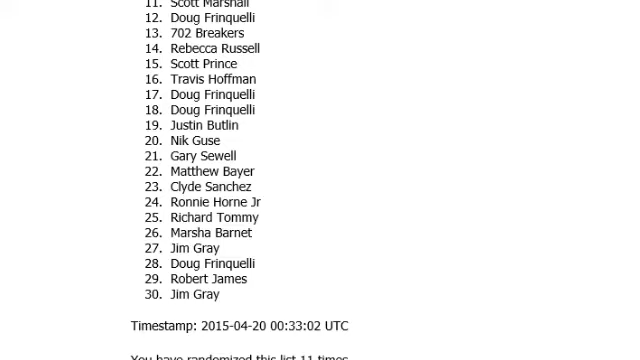 11. Scott Marshall
12. Doug Frinquelli
13. 702 Breakers
14. Rebecca Russell
15. Scott Prince
16. Travis Hoffman
17. Doug Frinquelli
18. Doug Frinquelli
19. Justin Butlin
20. Nik Guse
21. Gary Sewell
22. Matthew Bayer
23. Clyde Sanchez
24. Ronnie Horne Jr
25. Richard Tommy
26. Marsha Barnet
27. Jim Gray
28. Doug Frinquelli
29. Robert James
30. Jim Gray
Timestamp: 2015-04-20 00:33:02 UTC
You have randomized this list 11 times